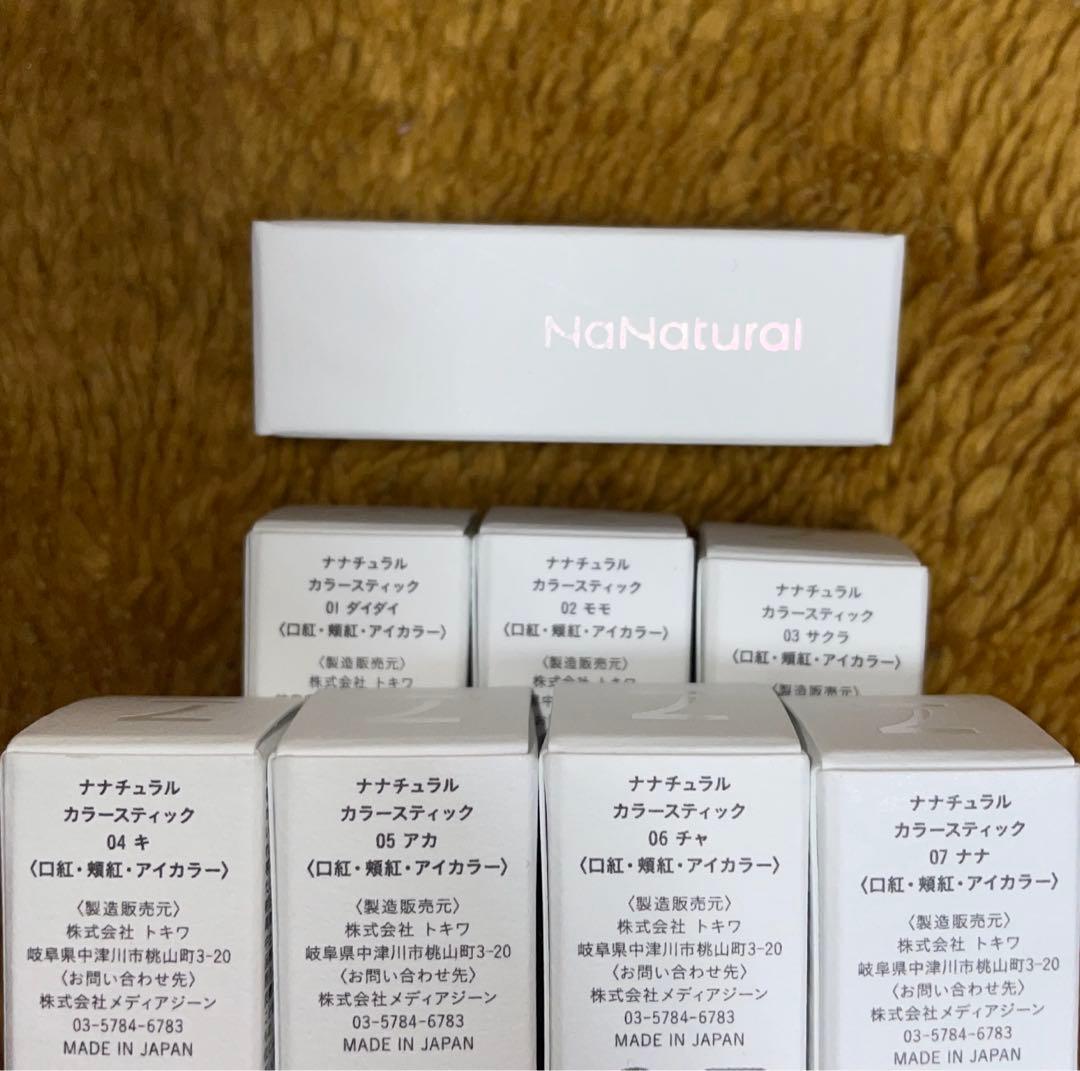 NaNatural
ナナチュラル
カラースティック
01 ダイダイ
〈口紅・頰紅・アイカラー〉
〈製造販売元〉
株式会社 トキワ
ナナチュラル
カラースティック
02 モモ
〈口紅・頰紅・アイカラー〉
〈製造販売元〉
株式会社 トキワ
ナナチュラル
カラースティック
03 サクラ
〈口紅・頰紅・アイカラー〉
〈製造販売元〉
ナナチュラル
カラースティック
04 キ
〈口紅・頰紅・アイカラー〉
〈製造販売元〉
株式会社 トキワ
岐阜県中津川市桃山町3-20
〈お問い合わせ先〉
株式会社メディアジーン
03-5784-6783
MADE IN JAPAN
ナナチュラル
カラースティック
05 アカ
〈口紅・頰紅・アイカラー〉
〈製造販売元〉
株式会社 トキワ
岐阜県中津川市桃山町3-20
〈お問い合わせ先〉
株式会社メディアジーン
03-5784-6783
MADE IN JAPAN
ナナチュラル
カラースティック
06 チャ
〈口紅・頰紅・アイカラー〉
〈製造販売元〉
株式会社 トキワ
岐阜県中津川市桃山町3-20
〈お問い合わせ先〉
株式会社メディアジーン
03-5784-6783
MADE IN JAPAN
ナナチュラル
カラースティック
07 ナナ
〈口紅・頰紅・アイカラー〉
〈製造販売元〉
株式会社 トキワ
岐阜県中津川市桃山町3-20
〈お問い合わせ先〉
株式会社メディアジーン
03-5784-6783
MADE IN JAPAN